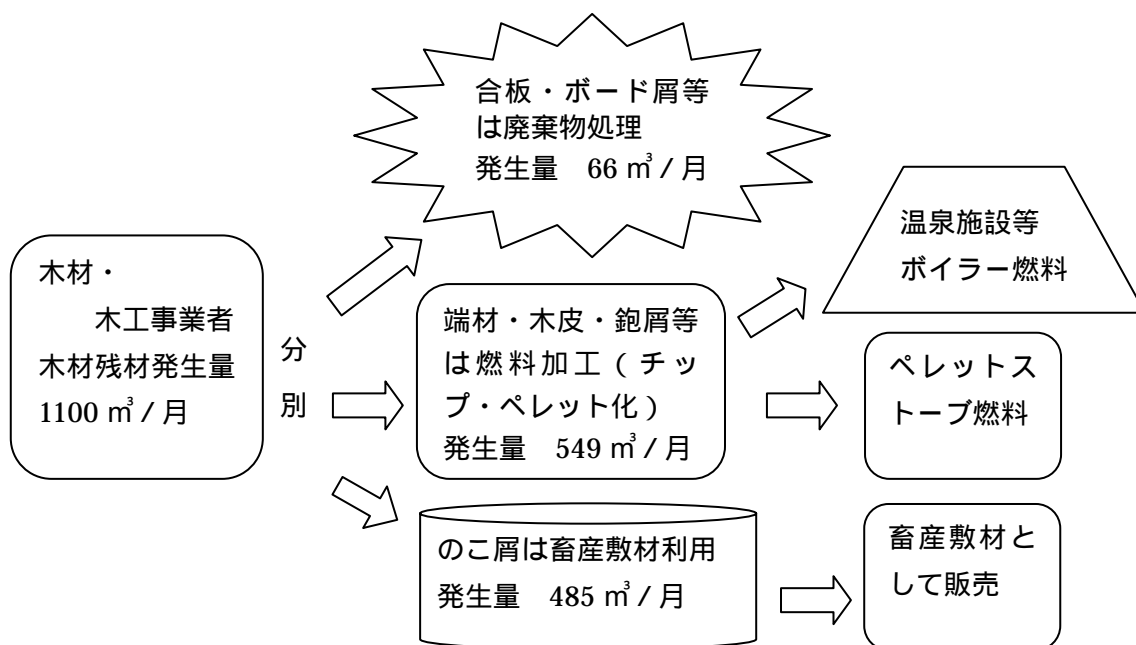 合板・ボード屑等
は廃棄物処理
発生量　66 ㎥ / 月
温泉施設等
ボイラー燃料
木材・
木工事業者
木材残材発生量
1100 ㎥ / 月
分
別
端材・木皮・鉋屑等
は燃料加工（チッ
プ・ペレット化）
発生量　549 ㎥ / 月
ペレットス
トーブ燃料
のこ屑は畜産敷材利用
発生量　485 ㎥ / 月
畜産敷材と
して販売